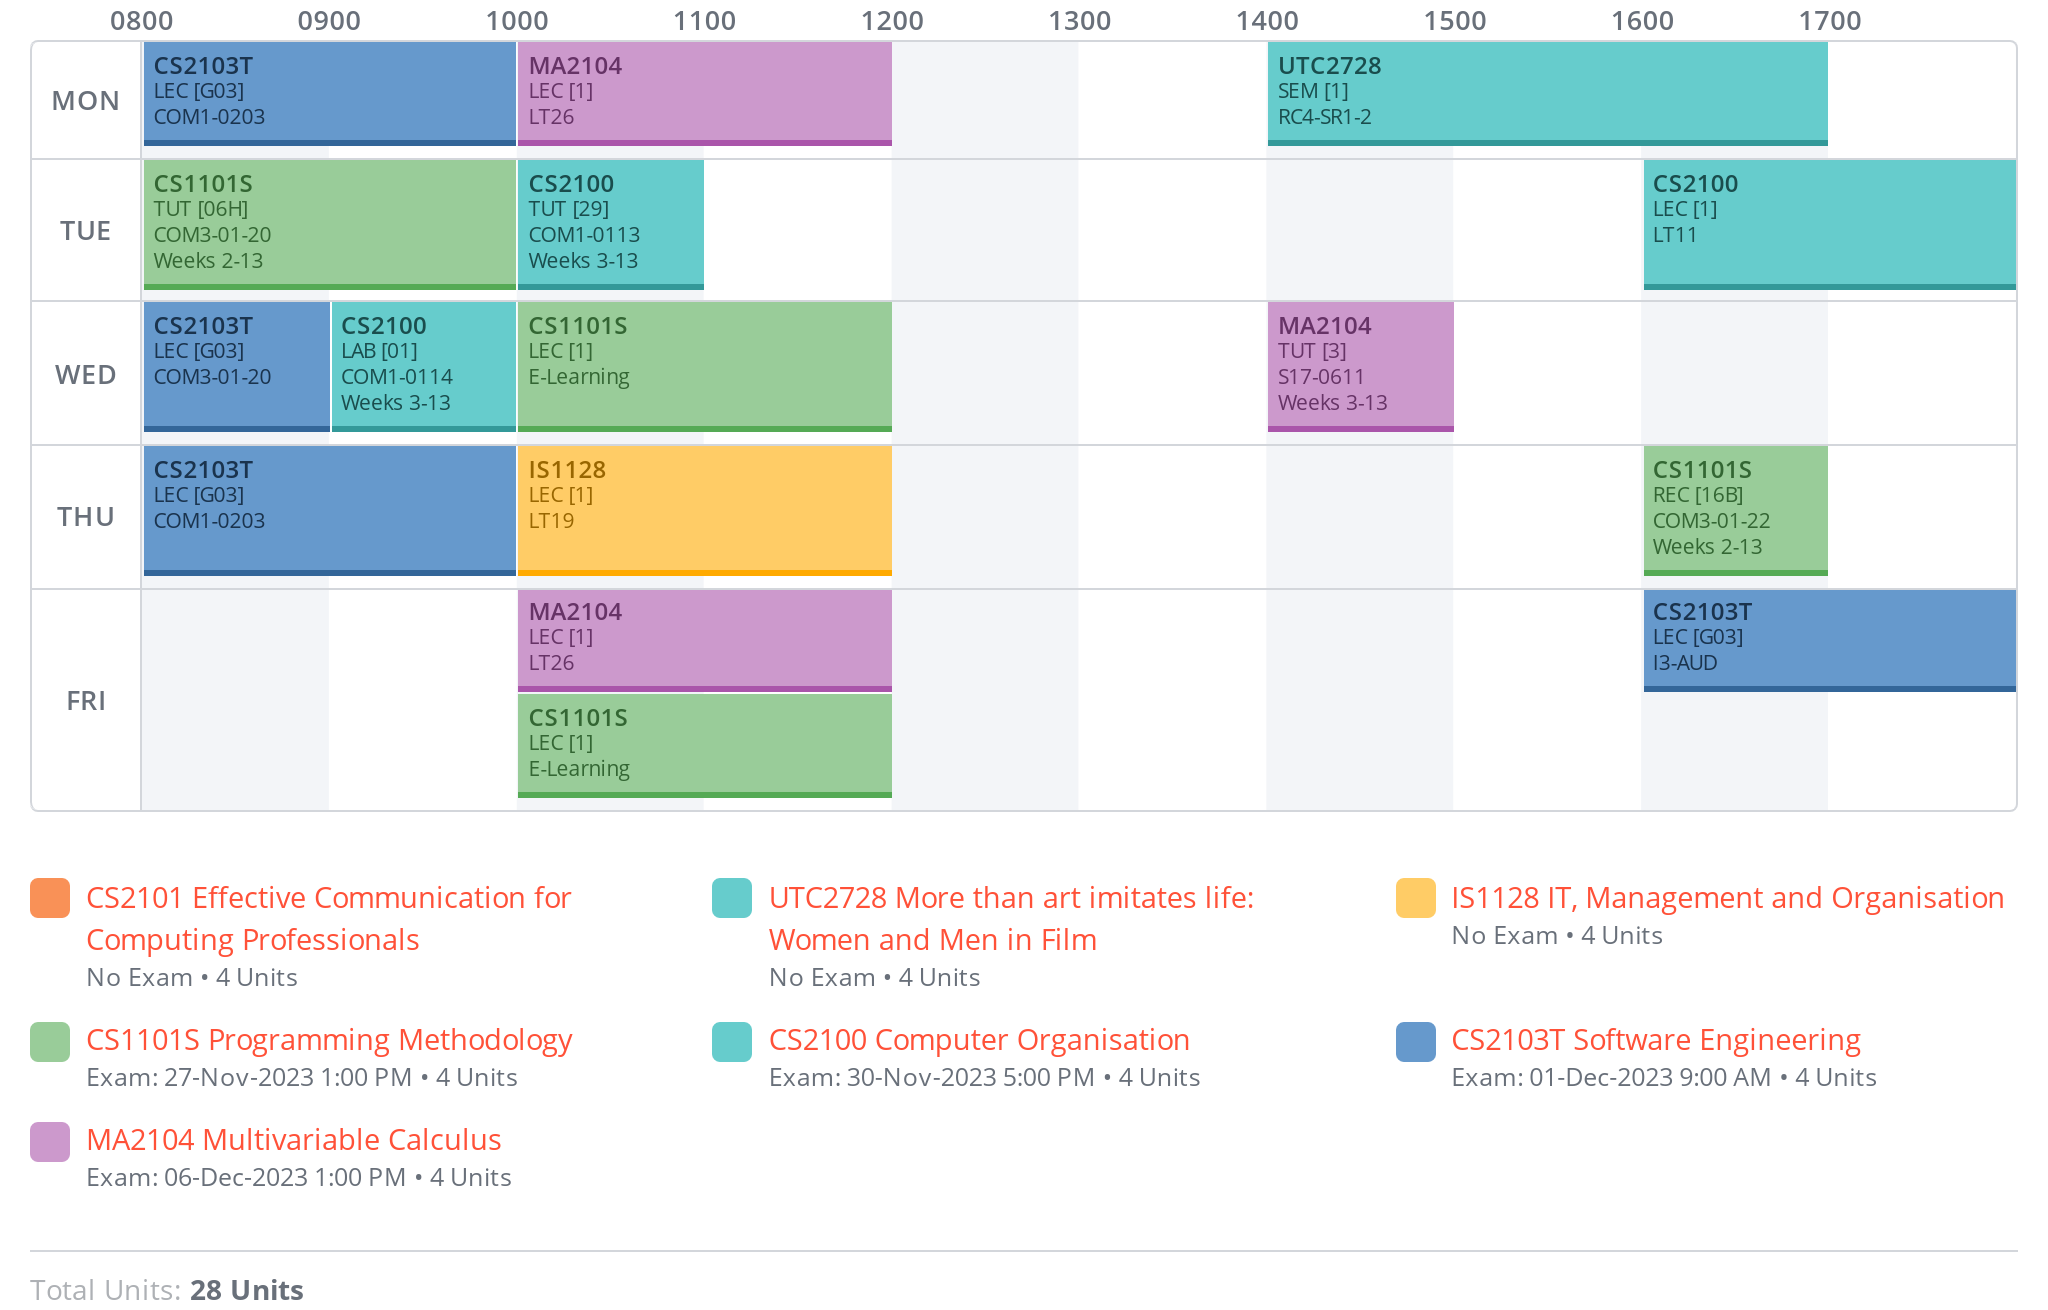 0800 0900 1000 1100 1200 1300 1400 1500 1600 1700
MON
CS2103T
LEC [G03]
COM1-0203
MA2104
LEC [1]
LT26
UTC2728
SEM [1]
RC4-SR1-2
TUE
CS1101S
TUT [06H]
COM3-01-20
Weeks 2-13
CS2100
TUT [29]
COM1-0113
Weeks 3-13
CS2100
LEC [1]
LT11
WED
CS2103T
LEC [G03]
COM3-01-20
CS2100
LAB [01]
COM1-0114
Weeks 3-13
CS1101S
LEC [1]
E-Learning
MA2104
TUT [3]
S17-0611
Weeks 3-13
THU
CS2103T
LEC [G03]
COM1-0203
IS1128
LEC [1]
LT19
CS1101S
REC [16B]
COM3-01-22
Weeks 2-13
FRI
MA2104
LEC [1]
LT26
CS1101S
LEC [1]
E-Learning
CS2103T
LEC [G03]
I3-AUD
CS2101 Effective Communication for
Computing Professionals
No Exam • 4 Units
UTC2728 More than art imitates life:
Women and Men in Film
No Exam • 4 Units
IS1128 IT, Management and Organisation
No Exam • 4 Units
CS1101S Programming Methodology
Exam: 27-Nov-2023 1:00 PM • 4 Units
CS2100 Computer Organisation
Exam: 30-Nov-2023 5:00 PM • 4 Units
CS2103T Software Engineering
Exam: 01-Dec-2023 9:00 AM • 4 Units
MA2104 Multivariable Calculus
Exam: 06-Dec-2023 1:00 PM • 4 Units
Total Units: 28 Units